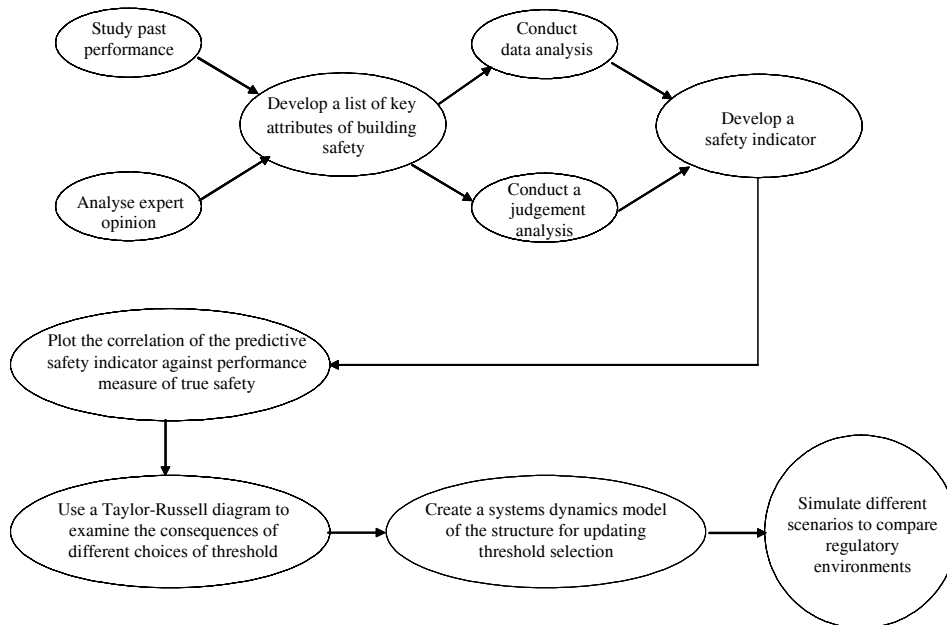 Study past
performance
Analyse expert
opinion
Develop a list of key
attributes of building
safety
Conduct
data analysis
Conduct a
judgement
analysis
Develop a
safety indicator
Plot the correlation of the predictive
safety indicator against performance
measure of true safety
Use a Taylor-Russell diagram to
examine the consequences of
different choices of threshold
Create a systems dynamics model
of the structure for updating
threshold selection
Simulate different
scenarios to compare
regulatory
environments